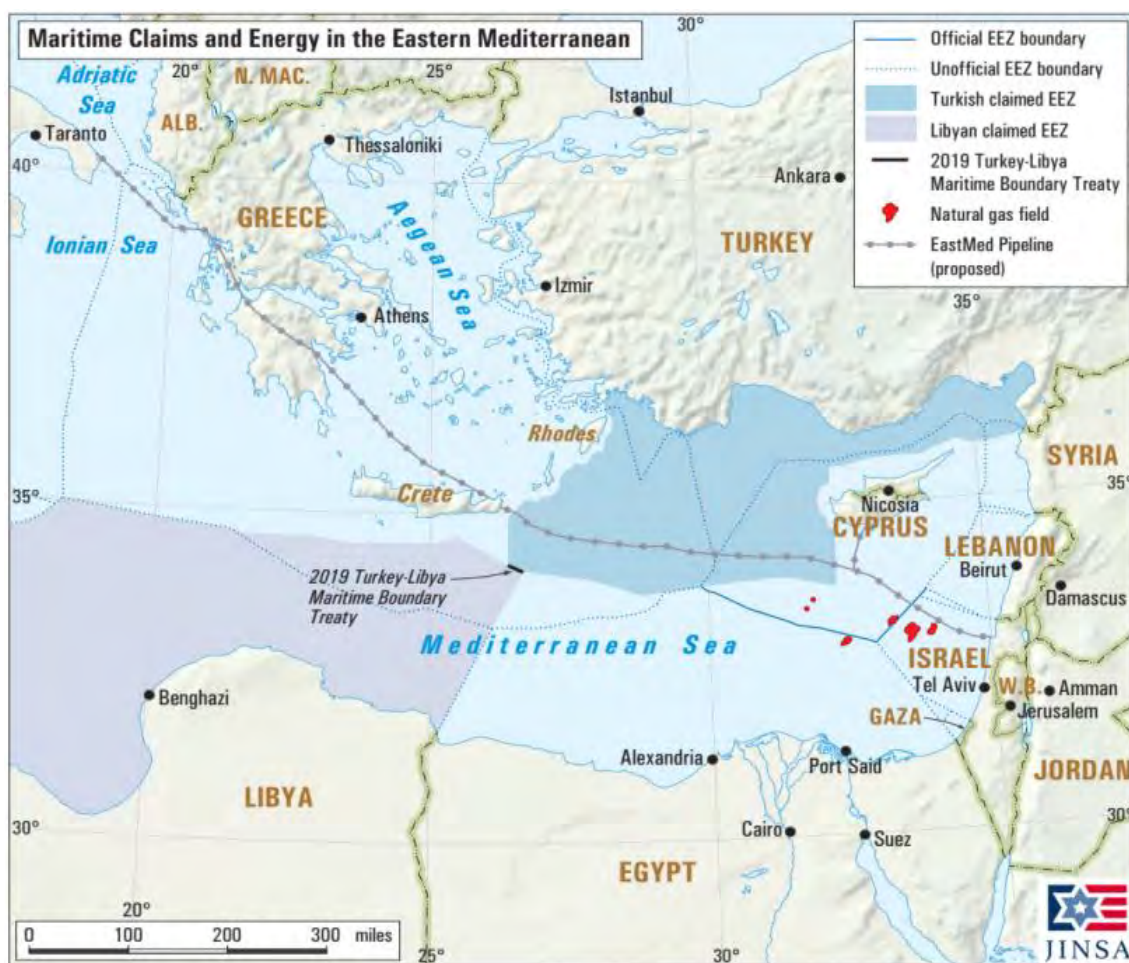 Maritime Claims and Energy in the Eastern Mediterranean
30°
20°
25°
Official EEZ boundary
Unofficial EEZ boundary
Turkish claimed EEZ
Libyan claimed EEZ
2019 Turkey-Libya
Maritime Boundary Treaty
Natural gas field
EastMed Pipeline
(proposed)
35°
Adriatic
Sea
N. MAC.
ALB.
Taranto
Istanbul
Thessaloniki
Ankara
40°
GREECE
Ionian Sea
Aegean Sea
TURKEY
Izmir
Athens
Rhodes
Crete
SYRIA
35°
35°
Nicosia
CYPRUS
LEBANON
Beirut
Damascus
2019 Turkey-Libya
Maritime Boundary
Treaty
Mediterranean Sea
ISRAEL
Tel Aviv
W.B.
Amman
Jerusalem
GAZA
Benghazi
Alexandria
Port Said
JORDAN
LIBYA
30°
30°
Cairo
Suez
EGYPT
20°
25°
30°
0 100 200 300 miles
JINSA